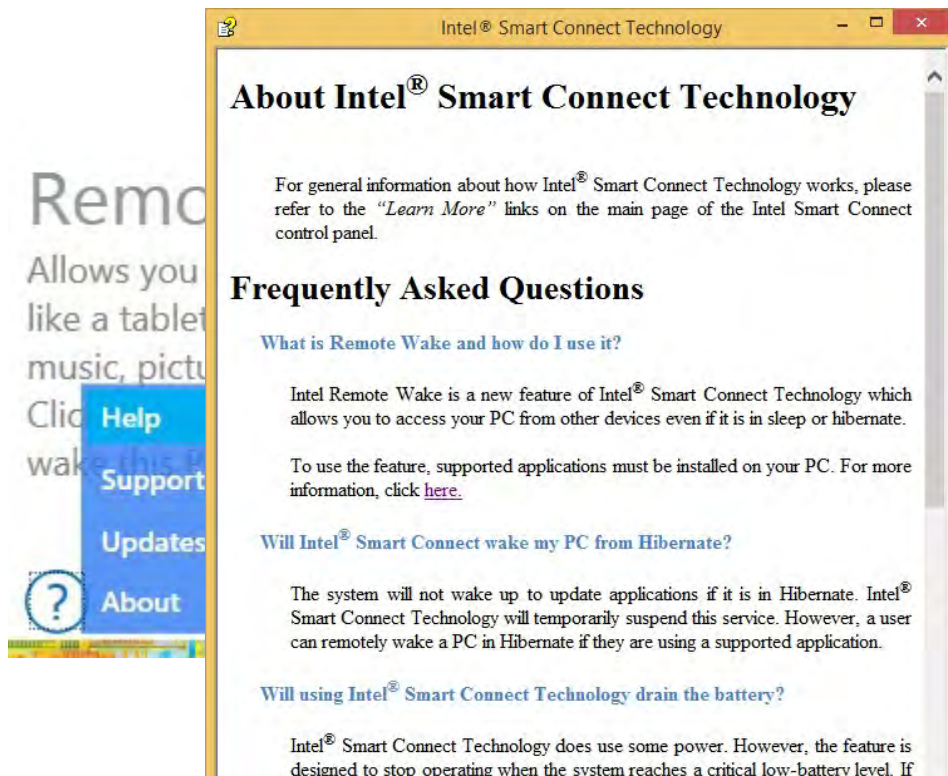 Intel® Smart Connect Technology
About Intel® Smart Connect Technology
For general information about how Intel® Smart Connect Technology works, please
refer to the “Learn More” links on the main page of the Intel Smart Connect
control panel.
Frequently Asked Questions
What is Remote Wake and how do I use it?
Intel Remote Wake is a new feature of Intel® Smart Connect Technology which
allows you to access your PC from other devices even if it is in sleep or hibernate.
To use the feature, supported applications must be installed on your PC. For more
information, click here.
Will Intel® Smart Connect wake my PC from Hibernate?
The system will not wake up to update applications if it is in Hibernate. Intel®
Smart Connect Technology will temporarily suspend this service. However, a user
can remotely wake a PC in Hibernate if they are using a supported application.
Will using Intel® Smart Connect Technology drain the battery?
Intel® Smart Connect Technology does use some power. However, the feature is
designed to stop operating when the system reaches a critical low-battery level. If
Remo
Allows you
like a tablet
music, pictu
Clic
wake this
Help
Support
Updates
?
About